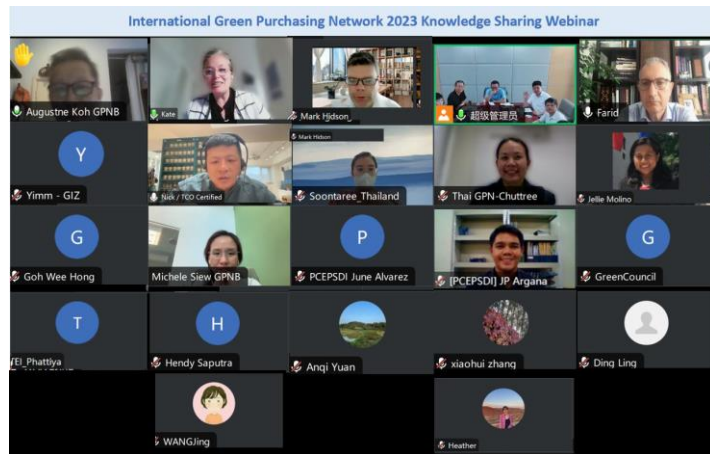 International Green Purchasing Network 2023 Knowledge Sharing Webinar
Augustne Koh GPNB
Kate
Mark Hidson
超级管理员
Farid
Y
Yimm - GIZ
Nick / TCO Certified
Mark Hidson
Soontaree_Thailand
Thai GPN-Chuttree
Jellie Molino
G
Goh Wee Hong
Michele Siew GPNB
P
PCEPSDI June Alvarez
[PCEPSDI] JP Argana
G
GreenCouncil
T
TEI_Phattiya
H
Hendy Saputra
Anqi Yuan
xiaohui zhang
Ding Ling
WANGJing
Heather